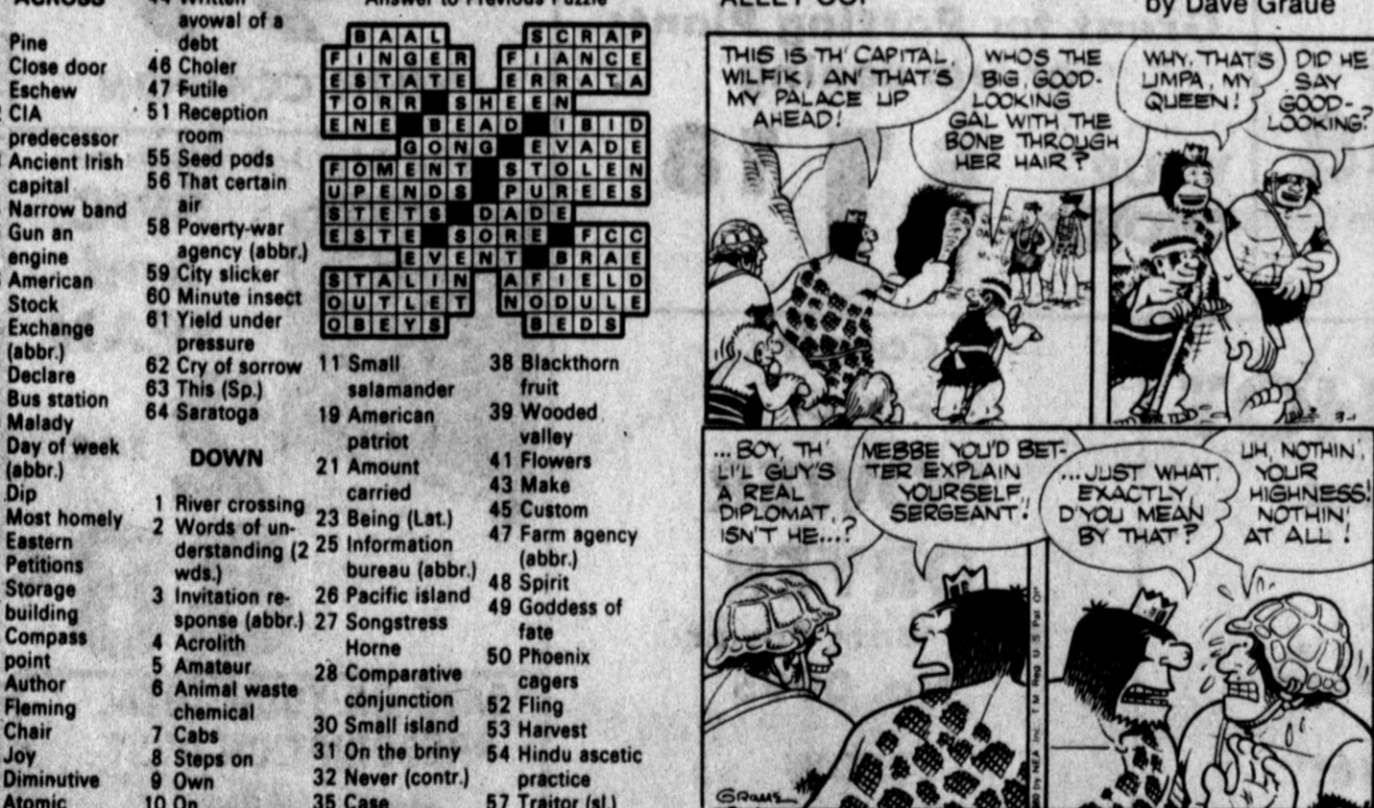 ACROSS
Pine
Close door
Eschew
CIA
predecessor
Ancient Irish
capital
Narrow band
Gun an
engine
American
Stock
Exchange
(abbr.)
Declare
Bus station
Malady
Day of week
(abbr.)
Dip
Most homely
Eastern
Petitions
Storage
building
Compass
point
Author
Fleming
Chair
Joy
Diminutive
Atomic
44 Written
avowal of a
debt
46 Choler
47 Futile
51 Reception
room
55 Seed pods
56 That certain
air
58 Poverty-war
agency (abbr.)
59 City slicker
60 Minute insect
61 Yield under
pressure
62 Cry of sorrow
63 This (Sp.)
64 Saratoga
DOWN
1 River crossing
2 Words of un-
derstanding (2
wds.)
3 Invitation re-
sponse (abbr.)
4 Acrolith
5 Amateur
6 Animal waste
chemical
7 Cabs
8 Steps on
9 Own
10 On
Answer to Previous Puzzle
BAAL SCRAP
FINGER FIANCE
ESTATE ERRATA
TORR SHEEN
ENE BEAD IBID
GONG EVADE
FOMENT STOLEN
UPENDS PUREES
STETS DADE
ESTE SORE FCC
EVENT BRAE
STALIN AFIELD
OUTLET NODULE
OBEYS BEDS
11 Small
salamander
19 American
patriot
21 Amount
carried
23 Being (Lat.)
25 Information
bureau (abbr.)
26 Pacific island
27 Songstress
Horne
28 Comparative
conjunction
30 Small island
31 On the briny
32 Never (contr.)
35 Case
38 Blackthorn
fruit
39 Wooded
valley
41 Flowers
43 Make
45 Custom
47 Farm agency
(abbr.)
48 Spirit
49 Goddess of
fate
50 Phoenix
cagers
52 Fling
53 Harvest
54 Hindu ascetic
practice
57 Traitor (sl.)
ALLEY OOP
by Dave Graue
THIS IS TH' CAPITAL,
WILFIK, AN' THAT'S
MY PALACE UP
AHEAD!
WHO'S THE
BIG, GOOD-
LOOKING
GAL WITH THE
BONE THROUGH
HER HAIR?
WHY, THAT'S
UMPA, MY
QUEEN!
DID HE
SAY
GOOD-
LOOKING?
3-1
... BOY, TH'
LI'L GUY'S
A REAL
DIPLOMAT,
ISN'T HE...?
MEBBE YOU'D BET-
TER EXPLAIN
YOURSELF,
SERGEANT!
...JUST WHAT,
EXACTLY,
D'YOU MEAN
BY THAT?
UH, NOTHIN',
YOUR
HIGHNESS!
NOTHIN'
AT ALL!
GRAUE
by NEA Inc. T M Reg U S Pat Off